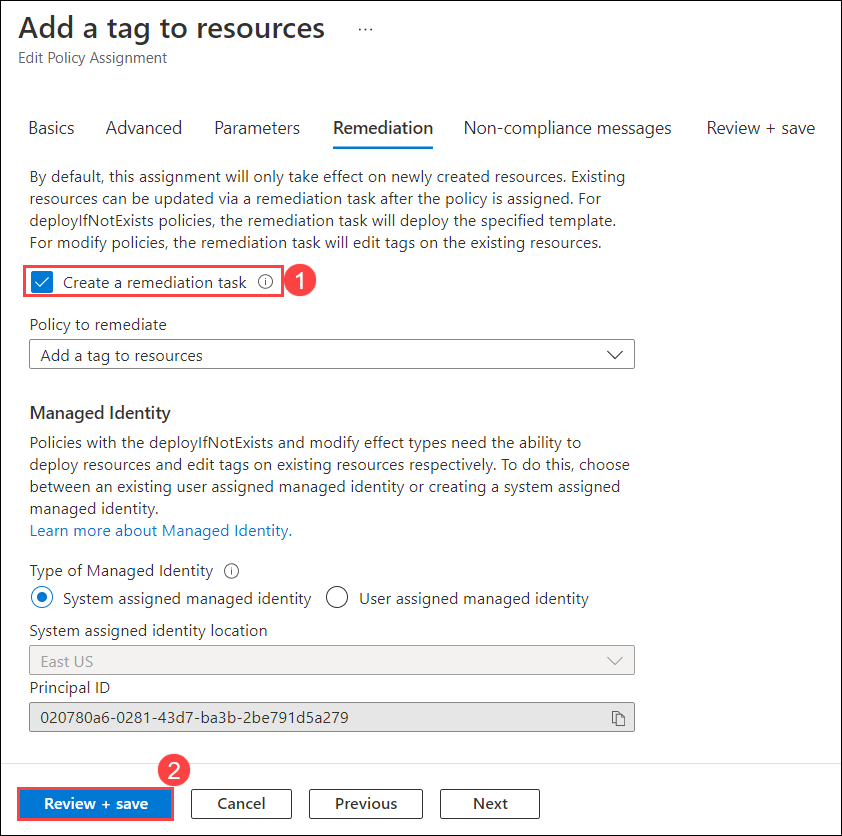 Add a tag to resources ...
Edit Policy Assignment
Basics Advanced Parameters Remediation Non-compliance messages Review + save
By default, this assignment will only take effect on newly created resources. Existing
resources can be updated via a remediation task after the policy is assigned. For
deployIfNotExists policies, the remediation task will deploy the specified template.
For modify policies, the remediation task will edit tags on the existing resources.
Create a remediation task 1
Policy to remediate
Add a tag to resources
Managed Identity
Policies with the deployIfNotExists and modify effect types need the ability to
deploy resources and edit tags on existing resources respectively. To do this, choose
between an existing user assigned managed identity or creating a system assigned
managed identity.
Learn more about Managed Identity.
Type of Managed Identity
System assigned managed identity User assigned managed identity
System assigned identity location
East US
Principal ID
020780a6-0281-43d7-ba3b-2be791d5a279
2
Review + save Cancel Previous Next